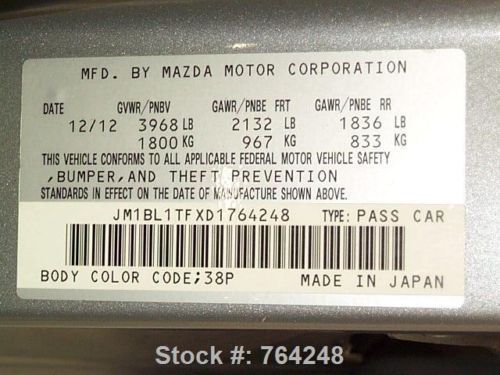 MFD. BY MAZDA MOTOR CORPORATION
DATE GVWR/PNBV GAWR/PNBE FRT GAWR/PNBE RR
12/12 3968 LB 2132 LB 1836 LB
1800 KG 967 KG 833 KG
THIS VEHICLE CONFORMS TO ALL APPLICABLE FEDERAL MOTOR VEHICLE SAFETY
,BUMPER,AND THEFT PREVENTION
STANDARDS IN EFFECT ON THE DATE OF MANUFACTURE SHOWN ABOVE.
JM1BL1TFXD1764248 TYPE: PASS CAR
BODY COLOR CODE;38P MADE IN JAPAN
Stock #: 764248